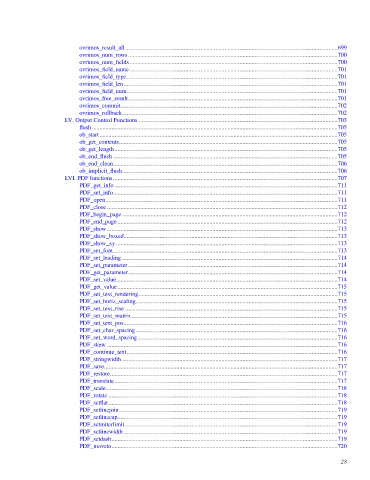 ovrimos_result_all 699
ovrimos_num_rows 700
ovrimos_num_fields 700
ovrimos_field_name 701
ovrimos_field_type 701
ovrimos_field_len 701
ovrimos_field_num 701
ovrimos_free_result 701
ovrimos_commit 702
ovrimos_rollback 702
LV. Output Control Functions 703
flush 705
ob_start 705
ob_get_contents 705
ob_get_length 705
ob_end_flush 705
ob_end_clean 706
ob_implicit_flush 706
LVI. PDF functions 707
PDF_get_info 711
PDF_set_info 711
PDF_open 711
PDF_close 712
PDF_begin_page 712
PDF_end_page 712
PDF_show 713
PDF_show_boxed 713
PDF_show_xy 713
PDF_set_font 713
PDF_set_leading 714
PDF_set_parameter 714
PDF_get_parameter 714
PDF_set_value 714
PDF_get_value 715
PDF_set_text_rendering 715
PDF_set_horiz_scaling 715
PDF_set_text_rise 715
PDF_set_text_matrix 715
PDF_set_text_pos 716
PDF_set_char_spacing 716
PDF_set_word_spacing 716
PDF_skew 716
PDF_continue_text 716
PDF_stringwidth 717
PDF_save 717
PDF_restore 717
PDF_translate 717
PDF_scale 718
PDF_rotate 718
PDF_setflat 718
PDF_setlinejoin 719
PDF_setlinecap 719
PDF_setmiterlimit 719
PDF_setlinewidth 719
PDF_setdash 719
PDF_moveto 720
28